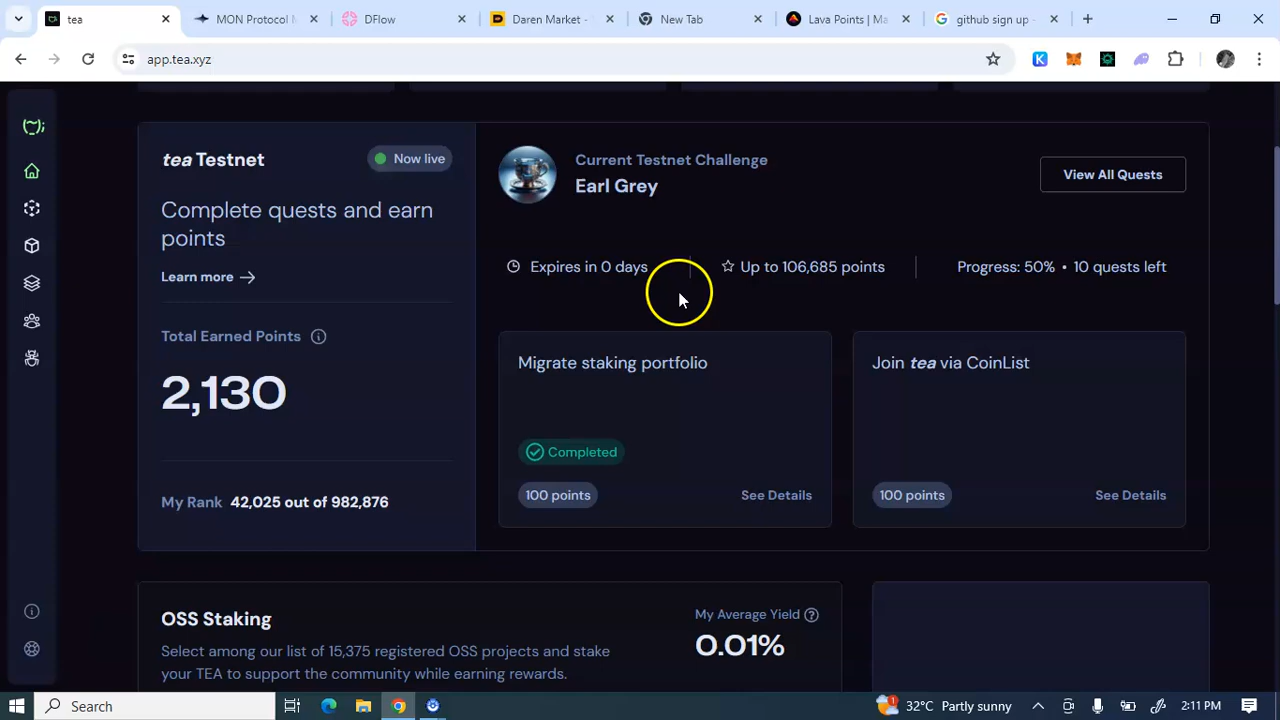 tea
MON Protocol M
DFlow
Daren Market -
New Tab
Lava Points | Ma
github sign up -
app.tea.xyz
tea Testnet
Now live
Complete quests and earn
points
Learn more
Total Earned Points
2,130
My Rank 42,025 out of 982,876
Current Testnet Challenge
Earl Grey
View All Quests
Expires in 0 days
Up to 106,685 points
Progress: 50% • 10 quests left
Migrate staking portfolio
Completed
100 points
See Details
Join tea via CoinList
100 points
See Details
OSS Staking
Select among our list of 15,375 registered OSS projects and stake
your TEA to support the community while earning rewards.
My Average Yield
0.01%
Search
1
32°C Partly sunny
2:11 PM